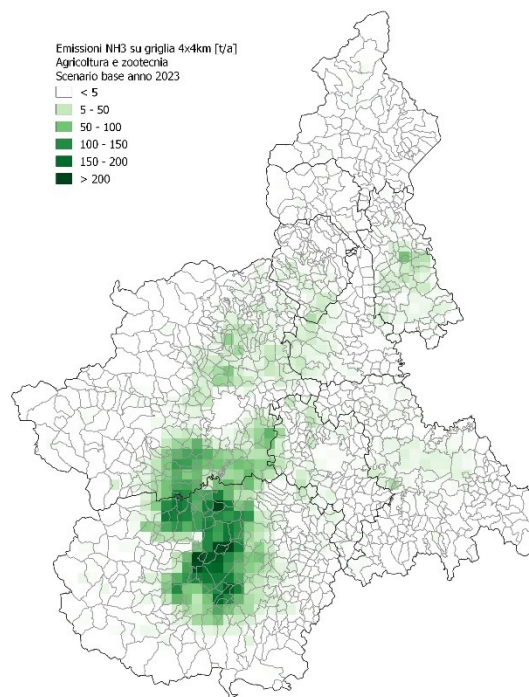 Emissioni NH3 su griglia 4x4km [t/a]
Agricoltura e zootecnia
Scenario base anno 2023
< 5
5 - 50
50 - 100
100 - 150
150 - 200
> 200